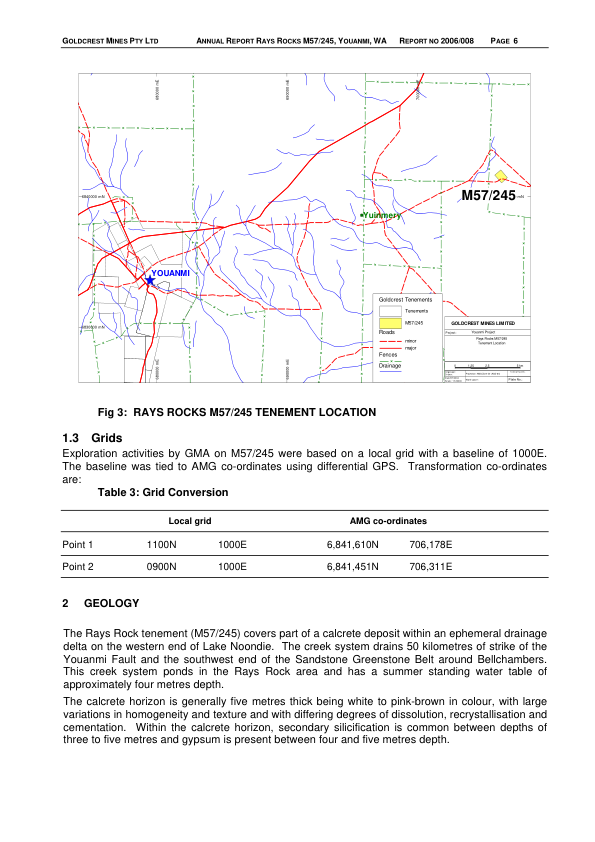 GOLDCREST MINES PTY LTD ANNUAL REPORT RAYS ROCKS M57/245, YOUANMI, WA REPORT NO 2006/008 PAGE 6
M57/245
Yuinmery
YOUANMI
Goldcrest Tenements
Tenements
M57/245
Roads
minor
major
Fences
Drainage
GOLDCREST MINES LIMITED
Youanmi Project
Rays Rocks M57/245
Tenement Location
Fig 3: RAYS ROCKS M57/245 TENEMENT LOCATION
1.3 Grids
Exploration activities by GMA on M57/245 were based on a local grid with a baseline of 1000E.
The baseline was tied to AMG co-ordinates using differential GPS. Transformation co-ordinates
are:
Table 3: Grid Conversion
Local grid AMG co-ordinates
Point 1 1100N 1000E 6,841,610N 706,178E
Point 2 0900N 1000E 6,841,451N 706,311E
2 GEOLOGY
The Rays Rock tenement (M57/245) covers part of a calcrete deposit within an ephemeral drainage
delta on the western end of Lake Noondie. The creek system drains 50 kilometres of strike of the
Youanmi Fault and the southwest end of the Sandstone Greenstone Belt around Bellchambers.
This creek system ponds in the Rays Rock area and has a summer standing water table of
approximately four metres depth.
The calcrete horizon is generally five metres thick being white to pink-brown in colour, with large
variations in homogeneity and texture and with differing degrees of dissolution, recrystallisation and
cementation. Within the calcrete horizon, secondary silicification is common between depths of
three to five metres and gypsum is present between four and five metres depth.